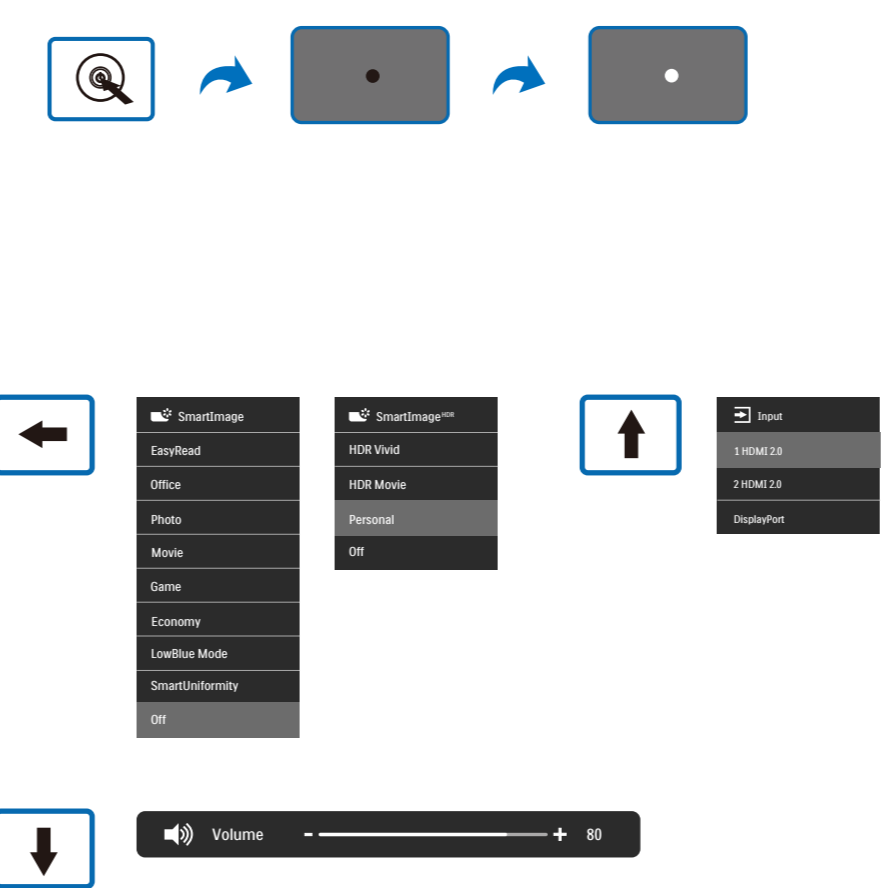 SmartImage
EasyRead
Office
Photo
Movie
Game
Economy
LowBlue Mode
SmartUniformity
Off
SmartImageHDR
HDR Vivid
HDR Movie
Personal
Off
Input
1 HDMI 2.0
2 HDMI 2.0
DisplayPort
Volume - + 80